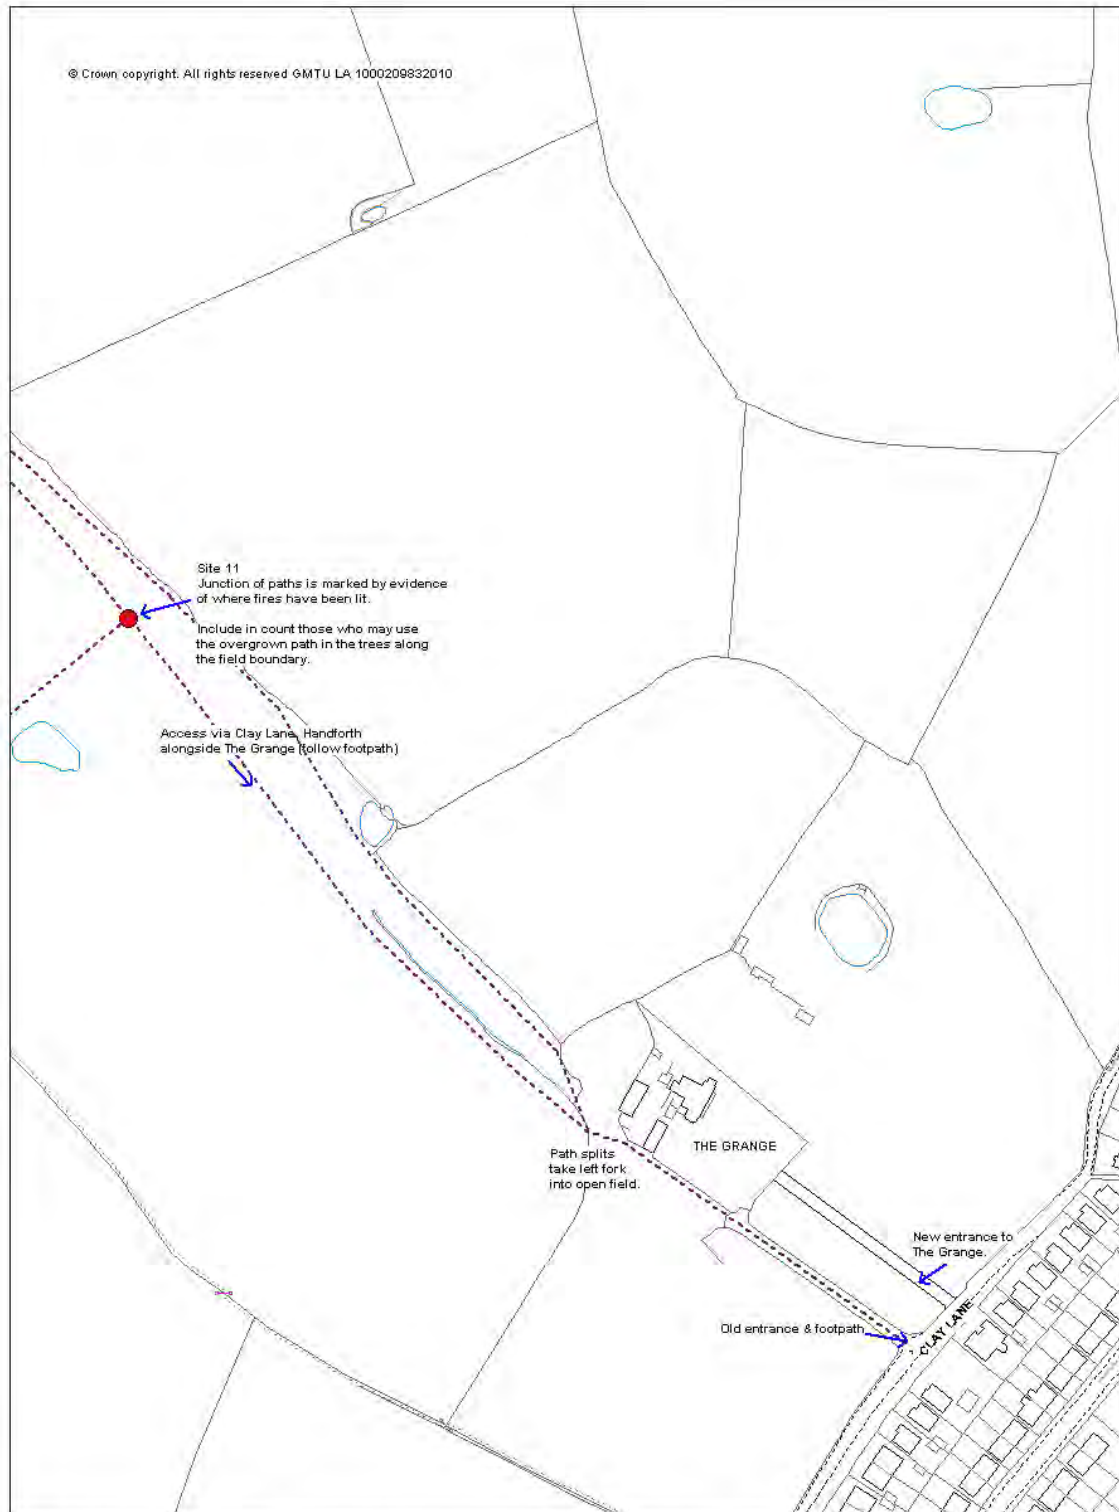 © Crown copyright. All rights reserved GMTU LA 1000209832010
Site 11
Junction of paths is marked by evidence
of where fires have been lit.
Include in count those who may use
the overgrown path in the trees along
the field boundary.
Access via Clay Lane, Handforth
alongside The Grange (follow footpath)
THE GRANGE
Path splits
take left fork
into open field.
New entrance to
The Grange.
Old entrance & footpath
CLAY LANE